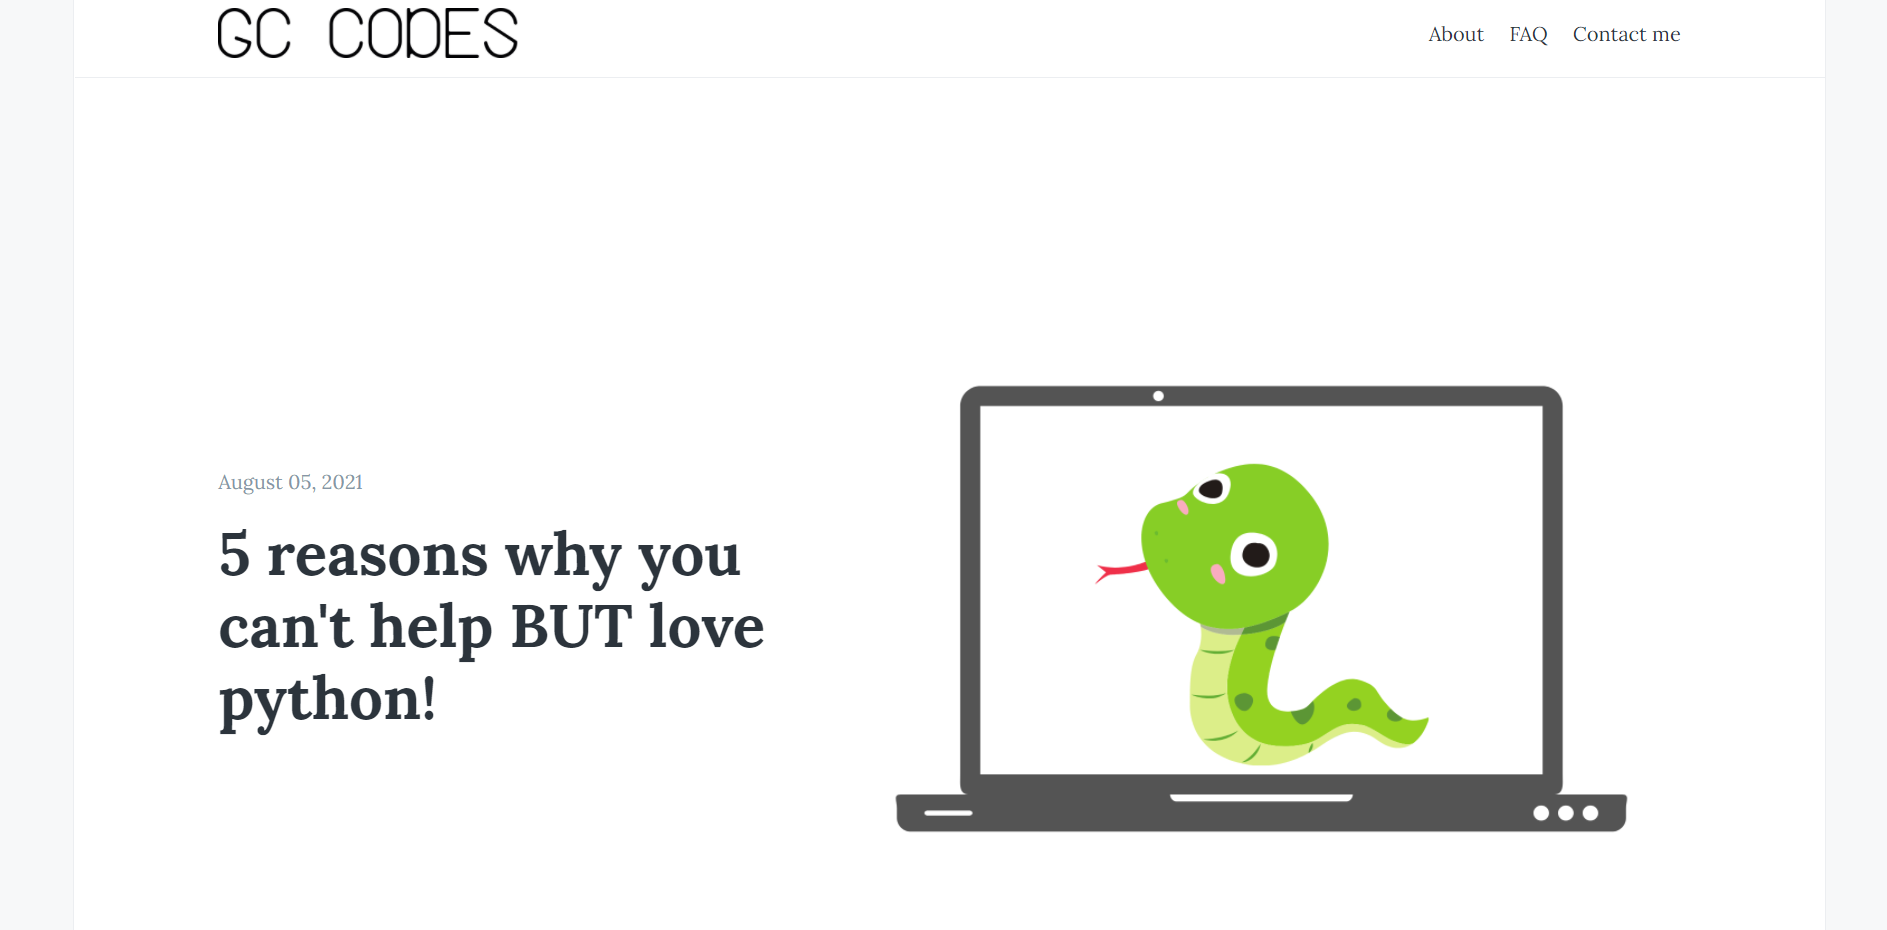 GC CODES
About FAQ Contact me
August 05, 2021
5 reasons why you
can't help BUT love
python!